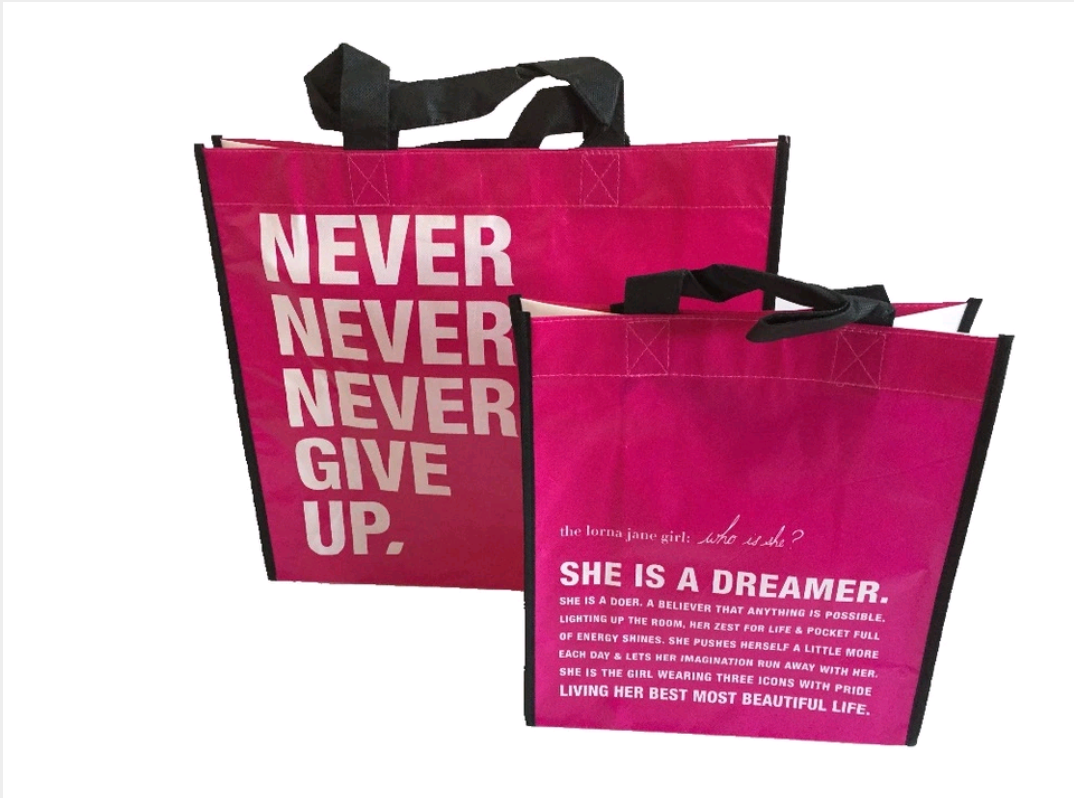 NEVER
NEVER
NEVER
GIVE
UP.
the lorna jane girl: who is she?
SHE IS A DREAMER.
SHE IS A DOER. A BELIEVER THAT ANYTHING IS POSSIBLE.
LIGHTING UP THE ROOM, HER ZEST FOR LIFE & POCKET FULL
OF ENERGY SHINES. SHE PUSHES HERSELF A LITTLE MORE
EACH DAY & LETS HER IMAGINATION RUN AWAY WITH HER.
SHE IS THE GIRL WEARING THREE ICONS WITH PRIDE
LIVING HER BEST MOST BEAUTIFUL LIFE.